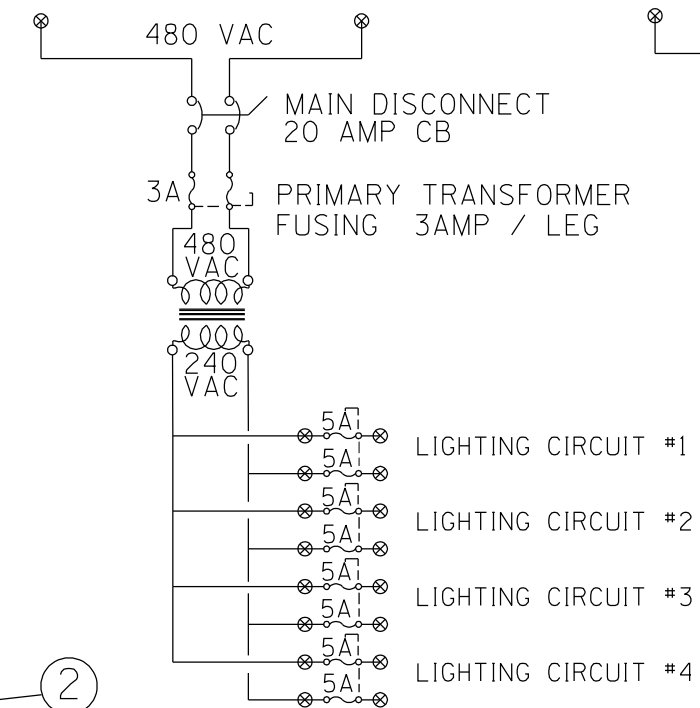 480 VAC
MAIN DISCONNECT
20 AMP CB
3A
PRIMARY TRANSFORMER
FUSING 3AMP / LEG
480
VAC
240
VAC
5A
LIGHTING CIRCUIT #1
5A
5A
LIGHTING CIRCUIT #2
5A
5A
LIGHTING CIRCUIT #3
5A
5A
LIGHTING CIRCUIT #4
5A
2